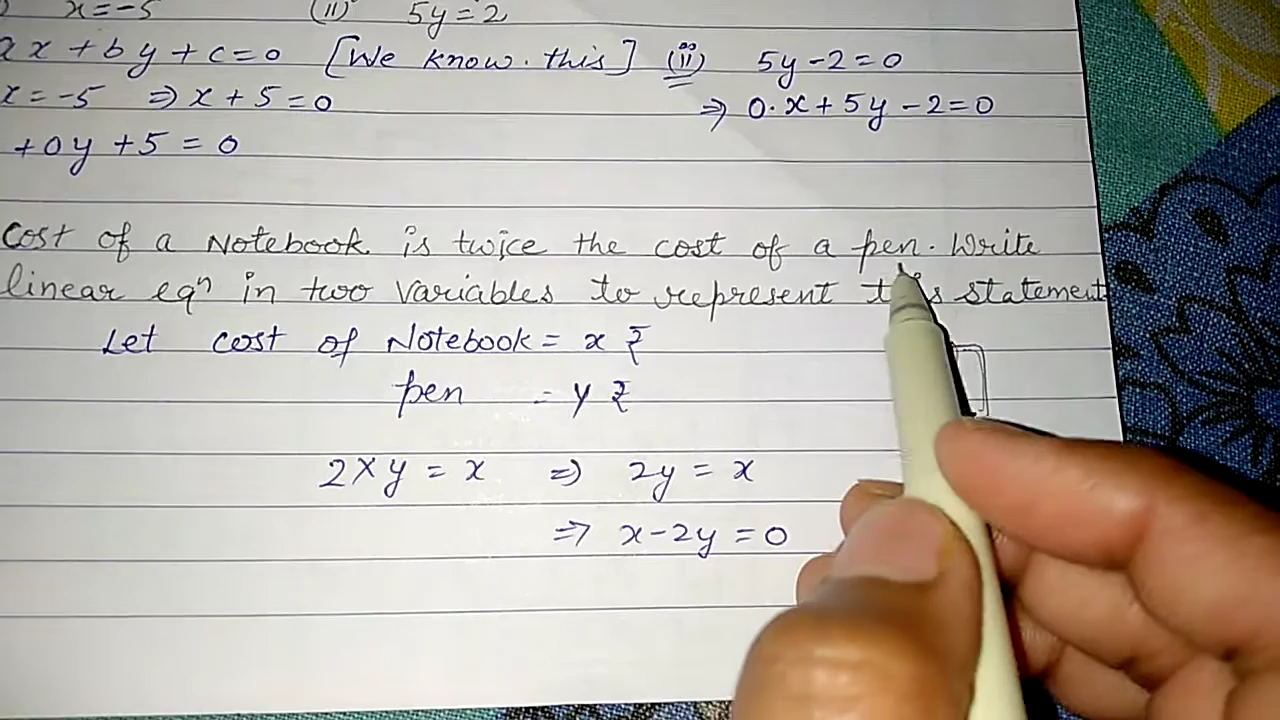 x=-5 (ii) 5y=2
ax+by+c=0 [We know. this] (ii) 5y-2=0
x=-5 ⇒ x+5=0 ⇒ 0·x+5y-2=0
+0y+5=0
Cost of a Notebook is twice the cost of a pen. Write
linear eqⁿ in two variables to represent this statement
Let cost of Notebook = x ₹
pen = y ₹
2×y = x ⇒ 2y = x
⇒ x-2y=0